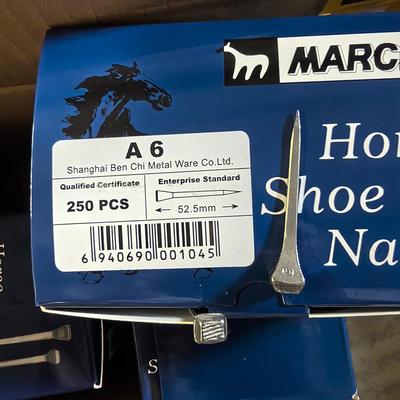 MARC
A 6
Shanghai Ben Chi Metal Ware Co.Ltd.
Qualified Certificate
Enterprise Standard
250 PCS
52.5mm
6 940690 001045
Ho
Shoe
Na